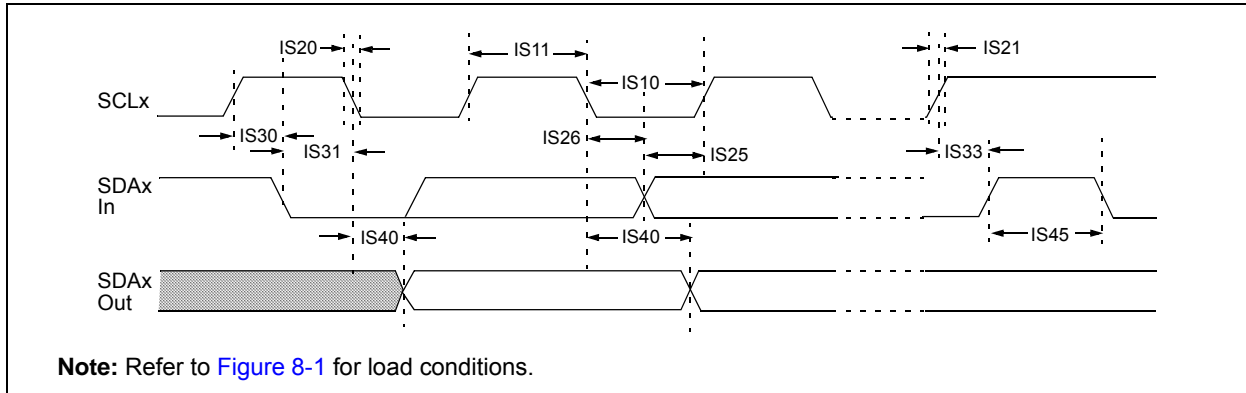 IS20
IS11
IS21
IS10
SCLx
IS30
IS26
IS31
IS25
IS33
SDAx
In
IS40
IS40
IS45
SDAx
Out
Note: Refer to Figure 8-1 for load conditions.